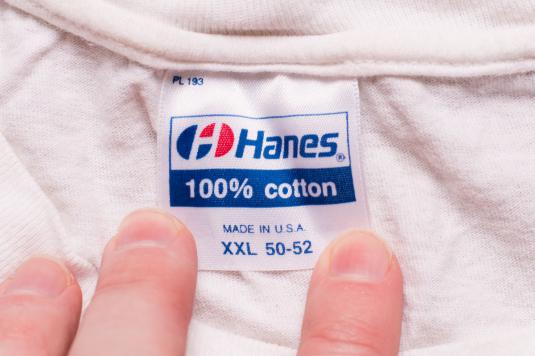 PL 193
Hanes®
100% cotton
MADE IN U.S.A.
XXL 50-52